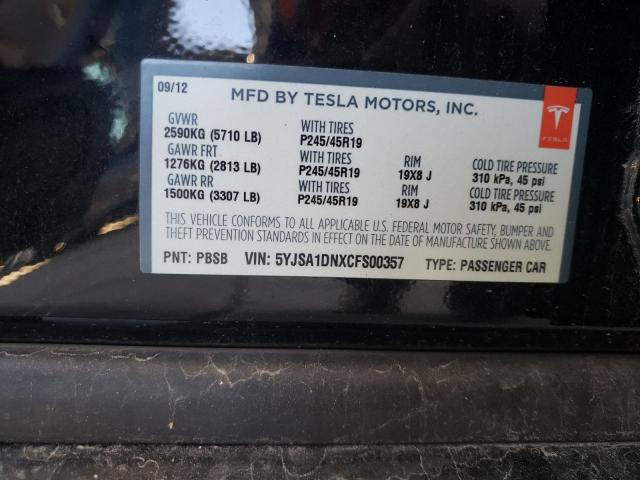 09/12
MFD BY TESLA MOTORS, INC.
GVWR WITH TIRES
2590KG (5710 LB) P245/45R19
GAWR FRT WITH TIRES RIM COLD TIRE PRESSURE
1276KG (2813 LB) P245/45R19 19X8 J 310 kPa, 45 psi
GAWR RR WITH TIRES RIM COLD TIRE PRESSURE
1500KG (3307 LB) P245/45R19 19X8 J 310 kPa, 45 psi
THIS VEHICLE CONFORMS TO ALL APPLICABLE U.S. FEDERAL MOTOR SAFETY, BUMPER AND
THEFT PREVENTION STANDARDS IN EFFECT ON THE DATE OF MANUFACTURE SHOWN ABOVE.
PNT: PBSB VIN: 5YJSA1DNXCFS00357 TYPE: PASSENGER CAR
TESLA